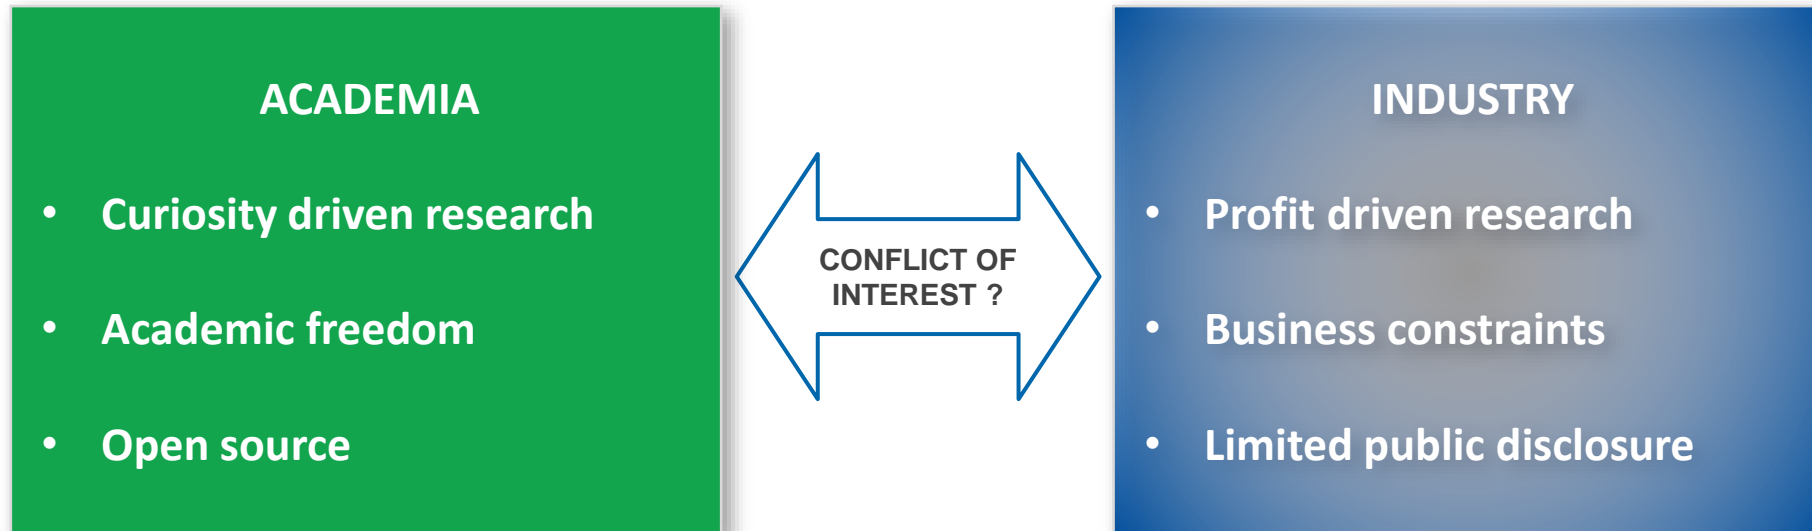 ACADEMIA
• Curiosity driven research
• Academic freedom
• Open source
CONFLICT OF
INTEREST ?
INDUSTRY
• Profit driven research
• Business constraints
• Limited public disclosure